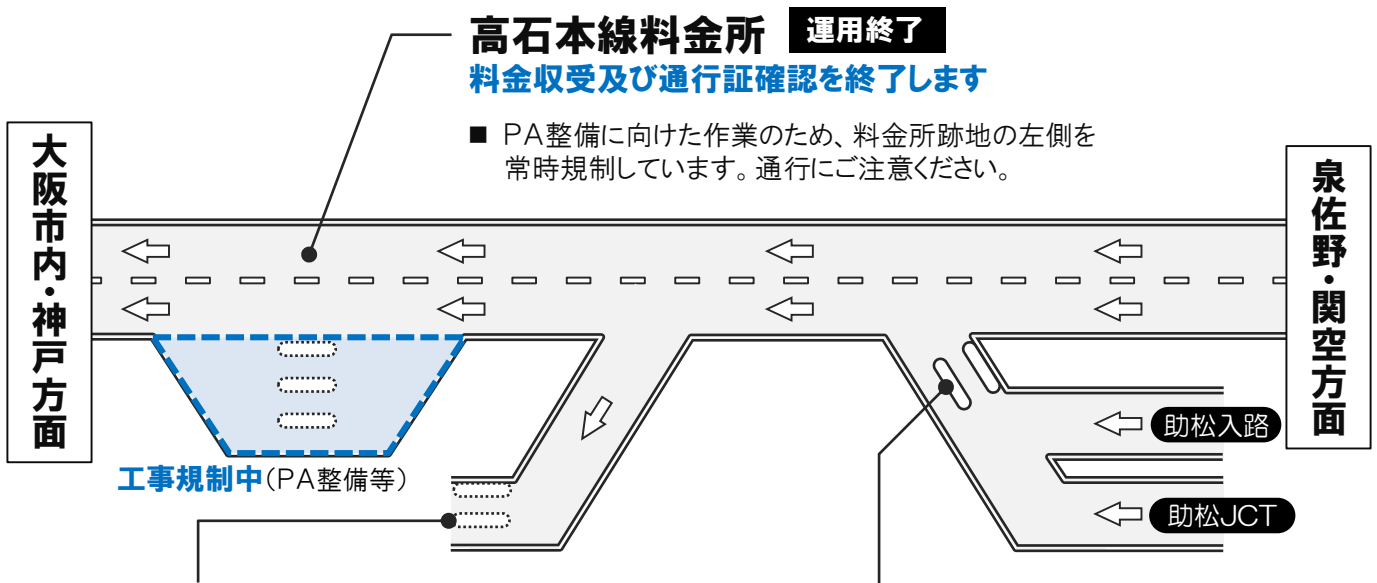 高石本線料金所 運用終了
料金収受及び通行証確認を終了します
■ PA整備に向けた作業のため、料金所跡地の左側を
常時規制しています。通行にご注意ください。
大阪市内・神戸方面
泉佐野・関空方面
助松入路
工事規制中(PA整備等)
助松JCT